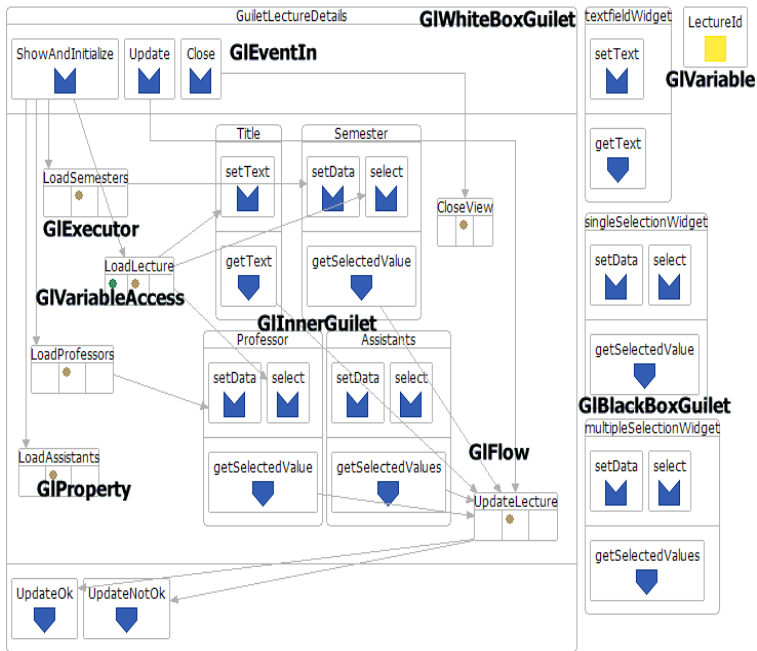 GuiletLectureDetails
GlWhiteBoxGuilet
ShowAndInitialize
Update
Close
GlEventIn
textfieldWidget
LectureId
setText
GlVariable
getText
Title
Semester
setText
setData
select
LoadSemesters
CloseView
GlExecutor
singleSelectionWidget
LoadLecture
getText
getSelectedValue
setData
select
GlVariableAccess
GlInnerGuilet
Professor
Assistants
LoadProfessors
setData
select
setData
select
getSelectedValue
GlBlackBoxGuilet
multipleSelectionWidget
LoadAssistants
GlProperty
getSelectedValue
getSelectedValues
GlFlow
setData
select
UpdateLecture
getSelectedValues
UpdateOk
UpdateNotOk